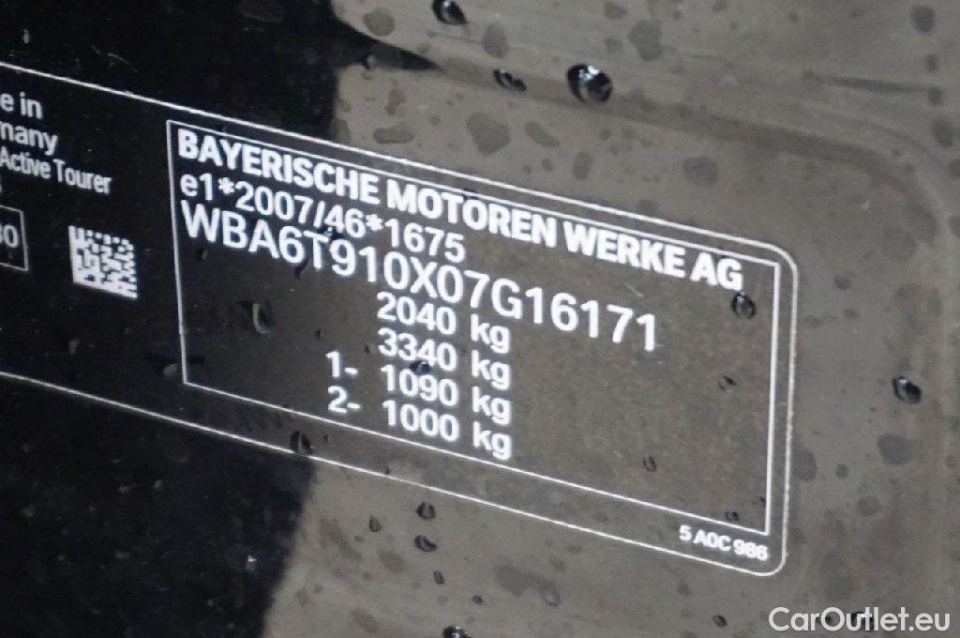 e in
many
Active Tourer
BAYERISCHE MOTOREN WERKE AG
e1*2007/46*1675
WBA6T910X07G16171
2040 kg
3340 kg
1- 1090 kg
2- 1000 kg
5 A0C 986
CarOutlet.eu